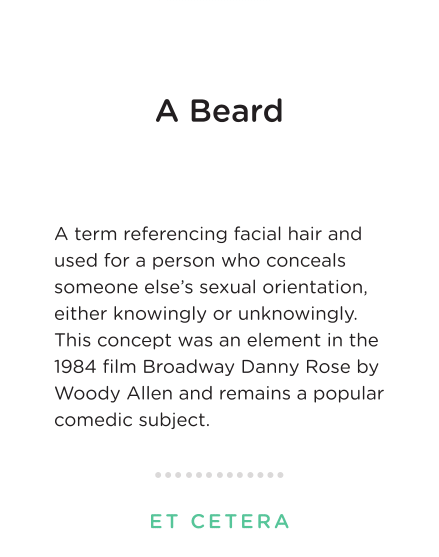 A Beard
A term referencing facial hair and
used for a person who conceals
someone else’s sexual orientation,
either knowingly or unknowingly.
This concept was an element in the
1984 film Broadway Danny Rose by
Woody Allen and remains a popular
comedic subject.
ET CETERA